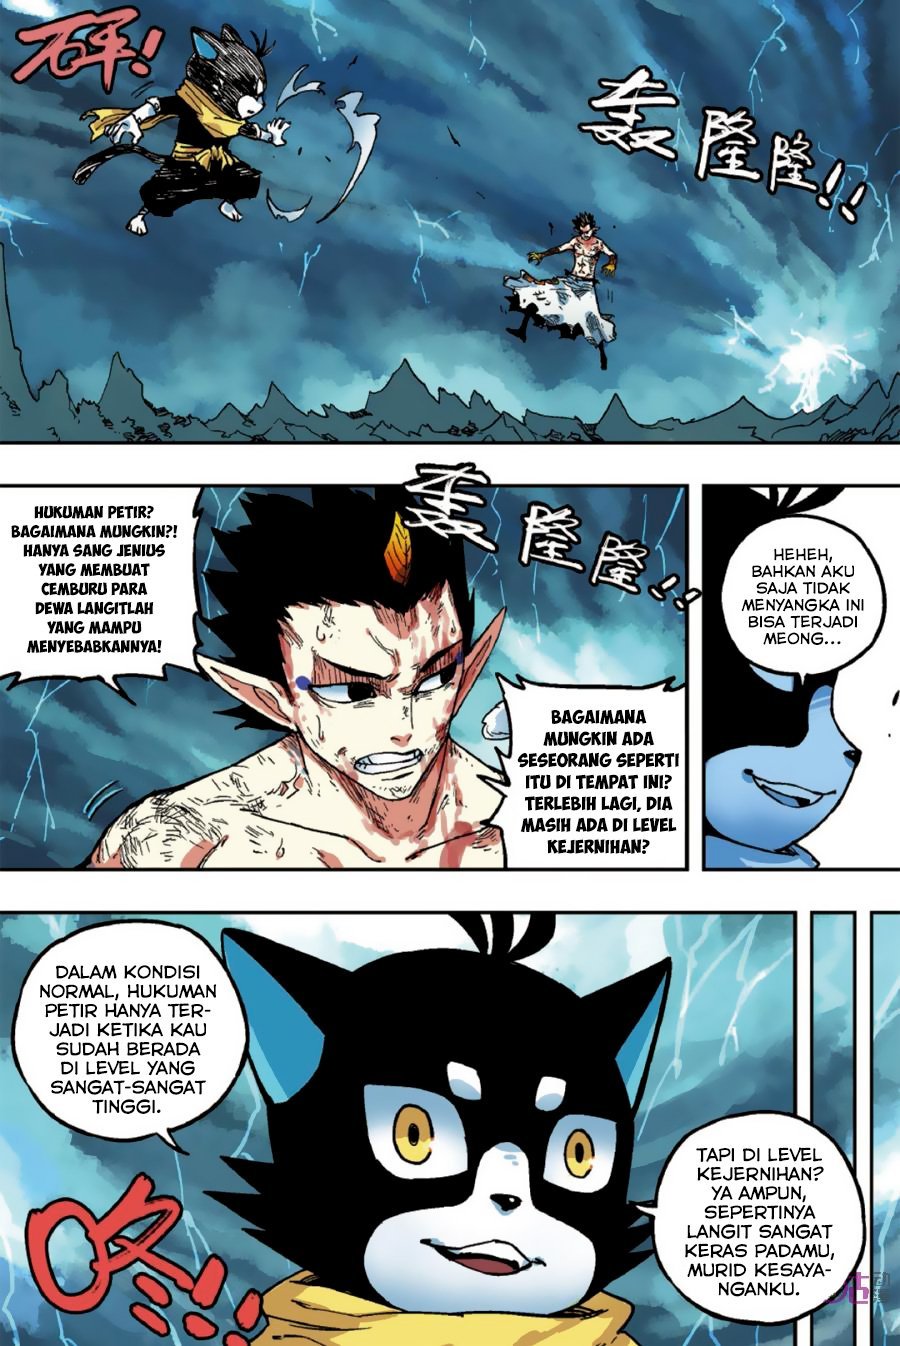 砰!
轰隆隆!!
HUKUMAN PETIR?
BAGAIMANA MUNGKIN?!
HANYA SANG JENIUS
YANG MEMBUAT
CEMBURU PARA
DEWA LANGITLAH
YANG MAMPU
MENYEBABKANNYA!
轰隆隆!!
BAGAIMANA
MUNGKIN ADA
SESEORANG SEPERTI
ITU DI TEMPAT INI?
TERLEBIH LAGI, DIA
MASIH ADA DI LEVEL
KEJERNIHAN?
HEHEH,
BAHKAN AKU
SAJA TIDAK
MENYANGKA INI
BISA TERJADI
MEONG...
DALAM KONDISI
NORMAL, HUKUMAN
PETIR HANYA TER-
JADI KETIKA KAU
SUDAH BERADA
DI LEVEL YANG
SANGAT-SANGAT
TINGGI.
TAPI DI LEVEL
KEJERNIHAN?
YA AMPUN,
SEPERTINYA
LANGIT SANGAT
KERAS PADAMU,
MURID KESAYA-
NGANKU.
咚!!